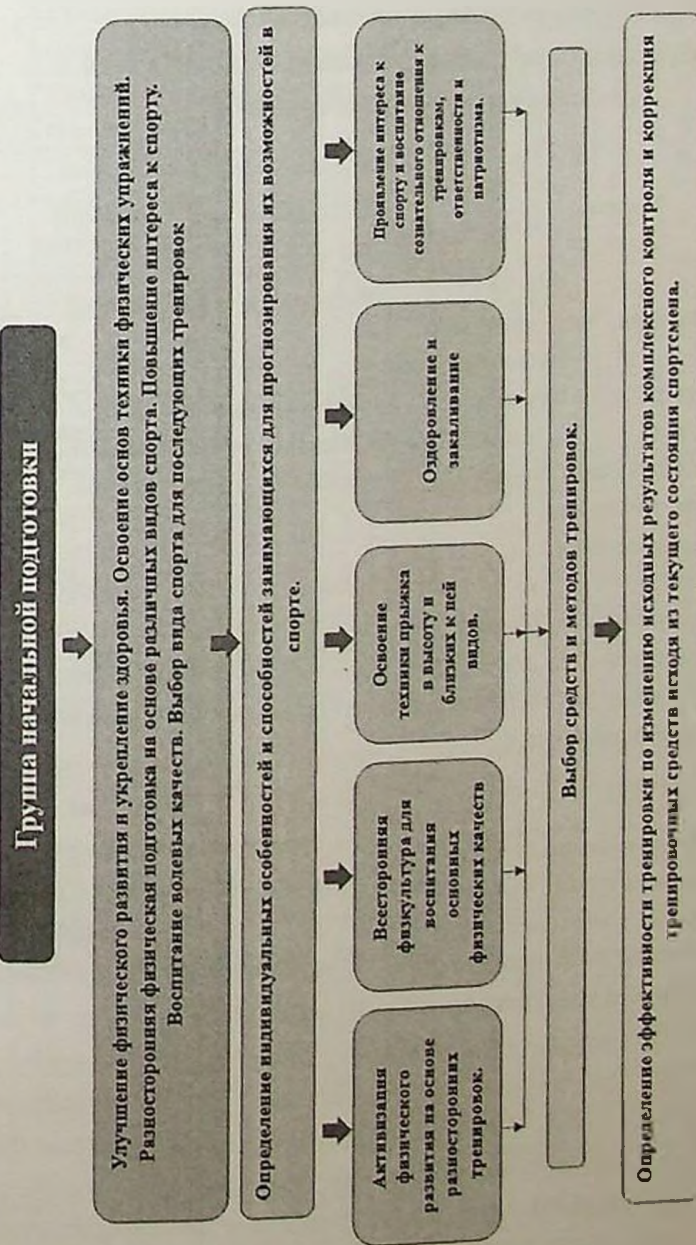 Группа начальной подготовки
Улучшение физического развития и укрепление здоровья. Освоение основ техники физических упражнений.
Разносторонняя физическая подготовка на основе различных видов спорта. Повышение интереса к спорту.
Воспитание волевых качеств. Выбор вида спорта для последующих тренировок
Определение индивидуальных особенностей и способностей занимающихся для прогнозирования их возможностей в
спорте.
Активизация
физического
развития на основе
разносторонних
тренировок.
Всесторонняя
физкультура для
воспитания
основных
физических качеств
Освоение
техники прыжка
в высоту и
близких к ней
видов.
Оздоровление и
закаливание
Проявление интереса к
спорту и воспитание
сознательного отношения к
тренировкам,
ответственности и
патриотизма.
Выбор средств и методов тренировок.
Определение эффективности тренировки по изменению исходных результатов комплексного контроля и коррекция
тренировочных средств исходя из текущего состояния спортсмена.